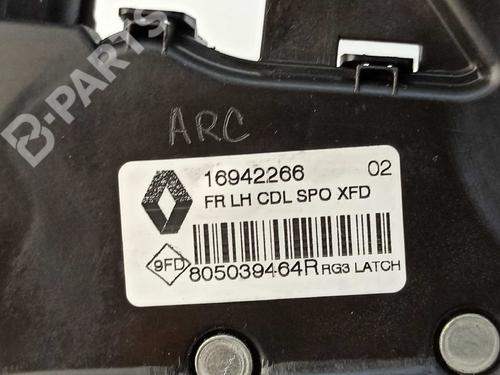 B-PARTS
ARC
16942266 02
FR LH CDL SPO XFD
9FD
805039464R RG3 LATCH